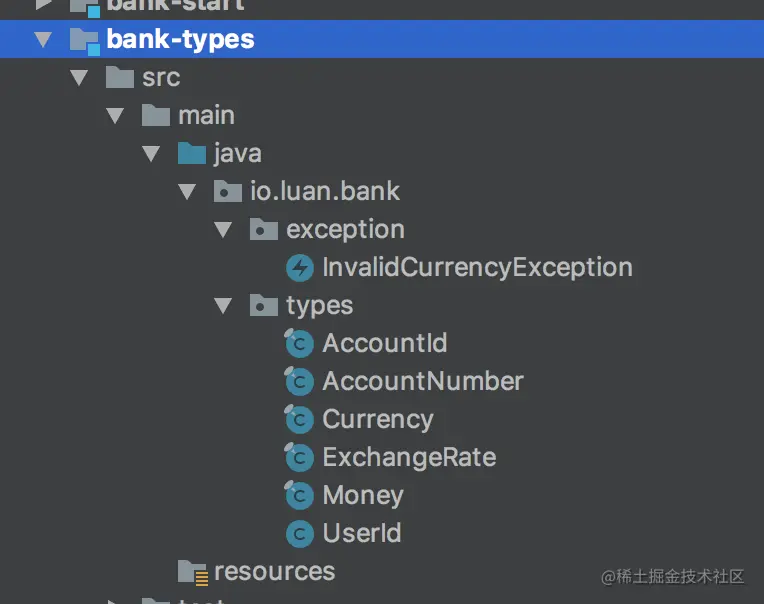 bank-start
bank-types
src
main
java
io.luan.bank
exception
InvalidCurrencyException
types
AccountId
AccountNumber
Currency
ExchangeRate
Money
UserId
resources
@稀土掘金技术社区